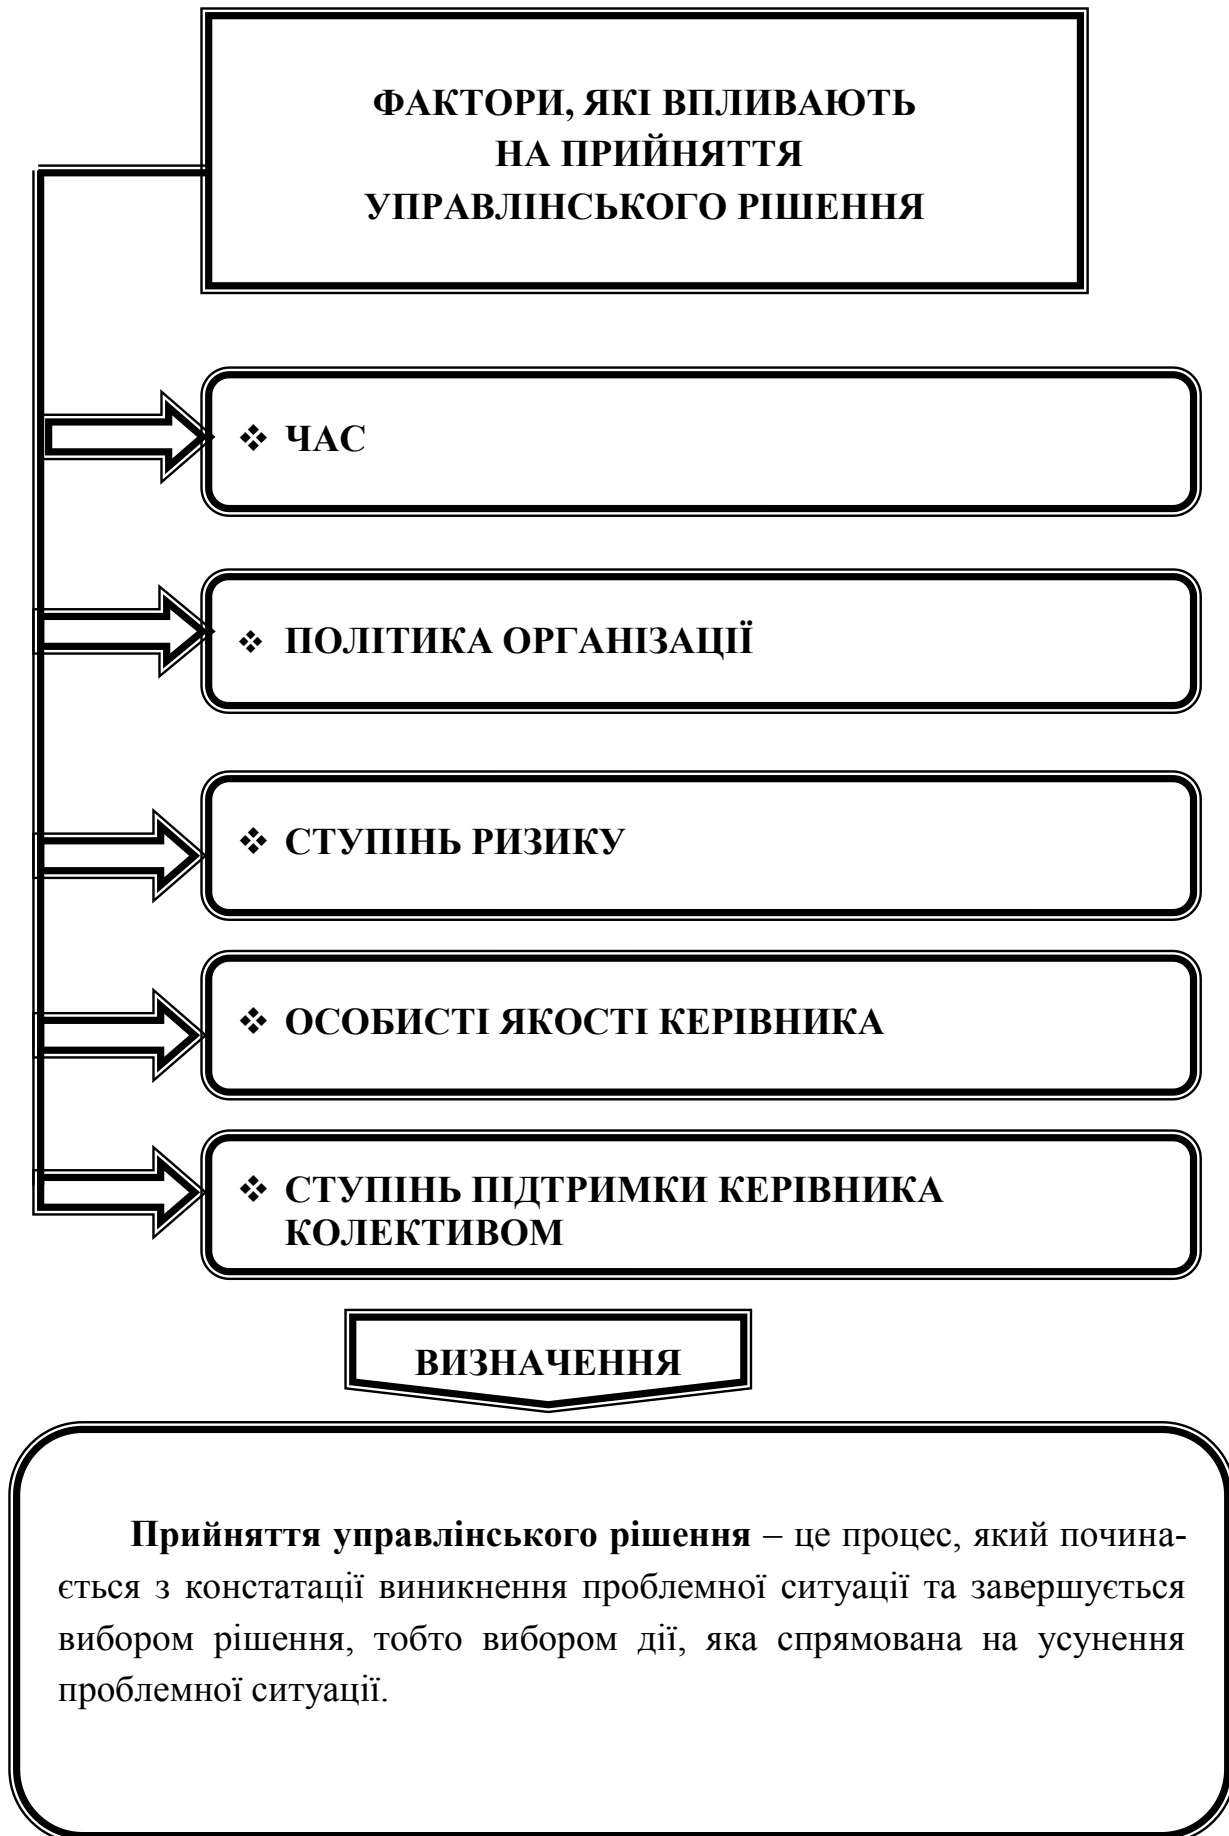 ФАКТОРИ, ЯКІ ВПЛИВАЮТЬ
НА ПРИЙНЯТТЯ
УПРАВЛІНСЬКОГО РІШЕННЯ
❖ ЧАС
❖ ПОЛІТИКА ОРГАНІЗАЦІЇ
❖ СТУПІНЬ РИЗИКУ
❖ ОСОБИСТІ ЯКОСТІ КЕРІВНИКА
❖ СТУПІНЬ ПІДТРИМКИ КЕРІВНИКА
КОЛЕКТИВОМ
ВИЗНАЧЕННЯ
Прийняття управлінського рішення – це процес, який почина-
ється з констатації виникнення проблемної ситуації та завершується
вибором рішення, тобто вибором дії, яка спрямована на усунення
проблемної ситуації.